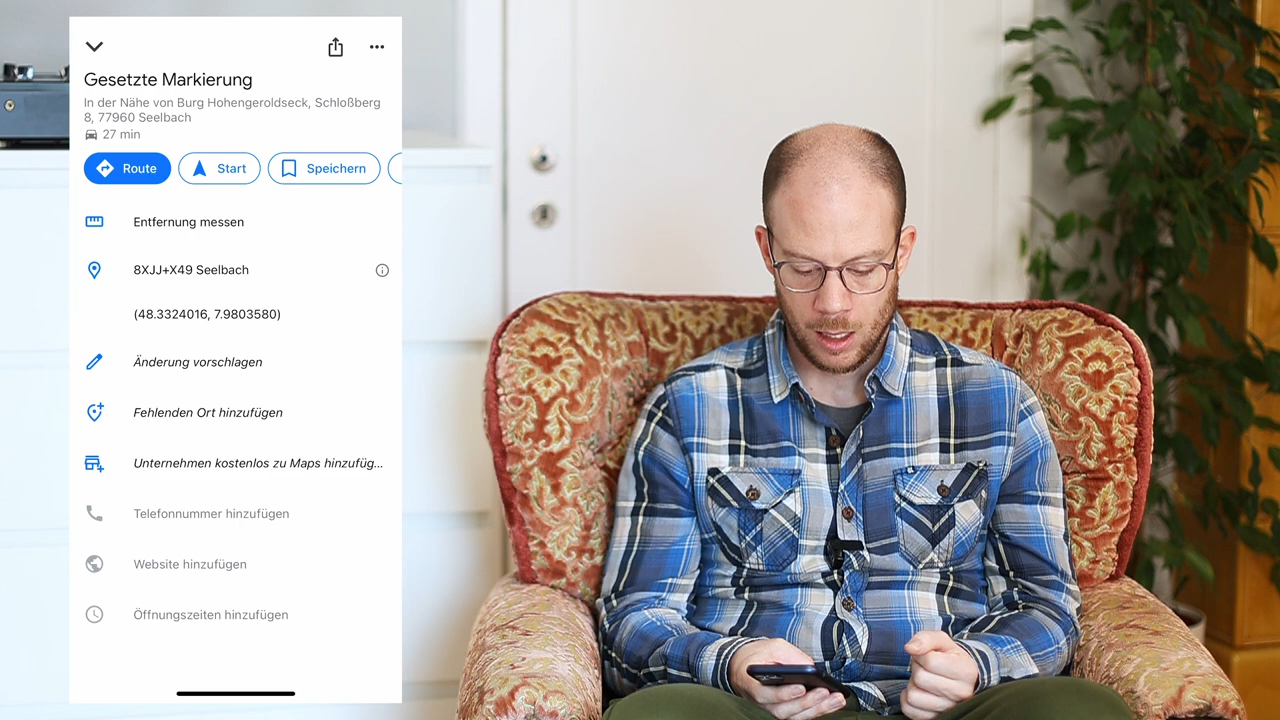 Gesetzte Markierung
In der Nähe von Burg Hohengeroldseck, Schloßberg
8, 77960 Seelbach
27 min
Route Start Speichern
Entfernung messen
8XJJ+X49 Seelbach
(48.3324016, 7.9803580)
Änderung vorschlagen
Fehlenden Ort hinzufügen
Unternehmen kostenlos zu Maps hinzufüg...
Telefonnummer hinzufügen
Website hinzufügen
Öffnungszeiten hinzufügen